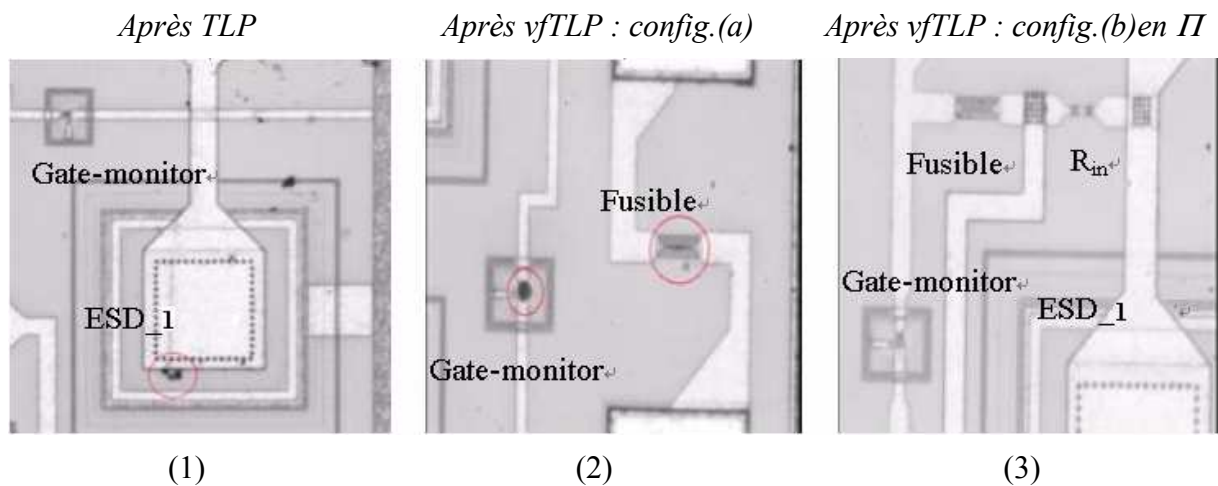 Après TLP
Après vfTLP : config.(a)
Après vfTLP : config.(b)en Π
Gate-monitor
ESD_1
Fusible
Gate-monitor
Fusible
R_in
Gate-monitor
ESD_1
(1)
(2)
(3)